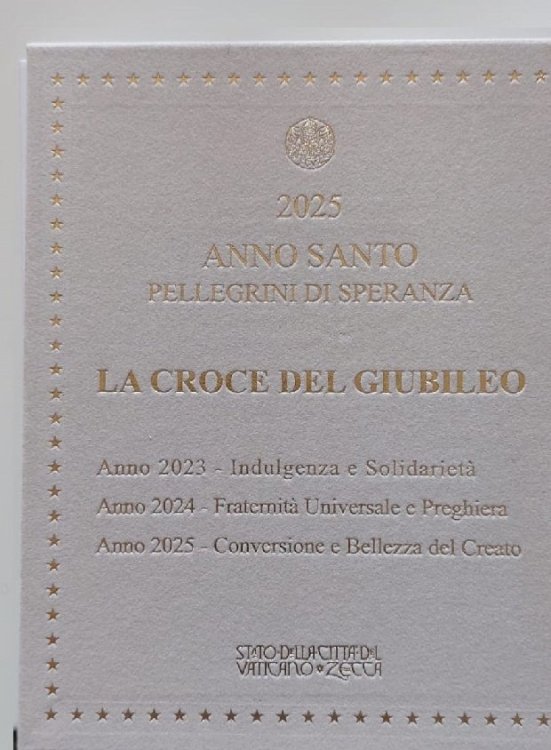 2025
ANNO SANTO
PELLEGRINI DI SPERANZA
LA CROCE DEL GIUBILEO
Anno 2023 - Indulgenza e Solidarietà
Anno 2024 - Fraternità Universale e Preghiera
Anno 2025 - Conversione e Bellezza del Creato
STATO DELLA CITTA DEL
VATICANO ZECCA